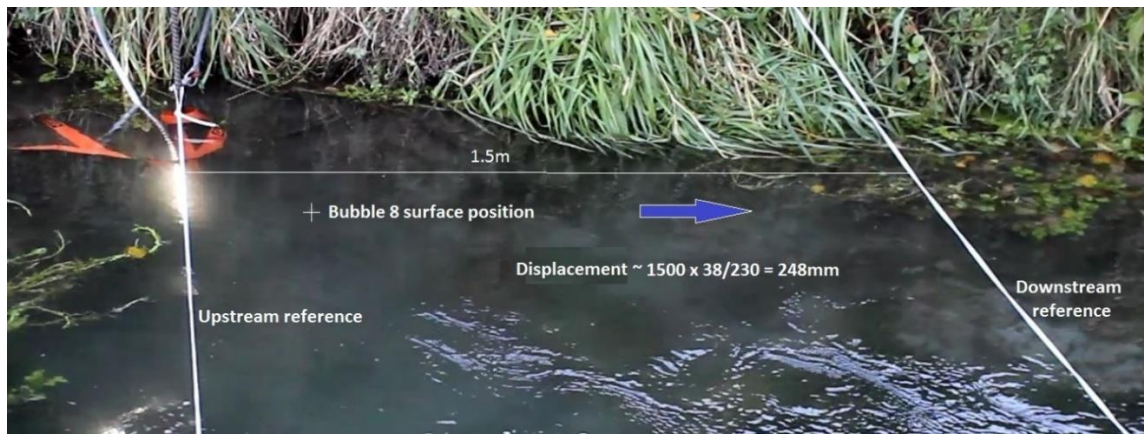 1.5m
Bubble 8 surface position
Displacement ~ 1500 x 38/230 = 248mm
Upstream reference
Downstream
reference